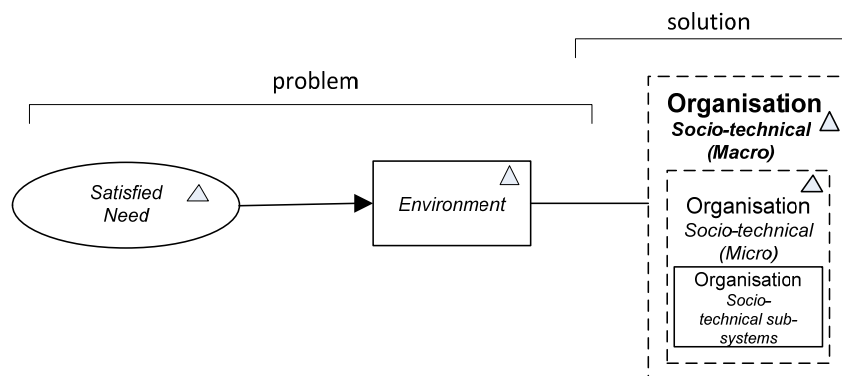 solution
problem
Satisfied
Need
Environment
Organisation
Socio-technical
(Macro)
Organisation
Socio-technical
(Micro)
Organisation
Socio-
technical sub-
systems